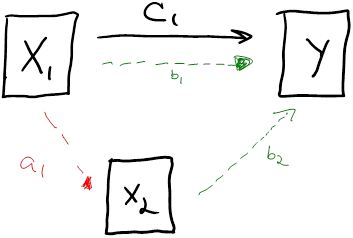 C₁
X₁
b₁
Y
a₁
X₂
b₂